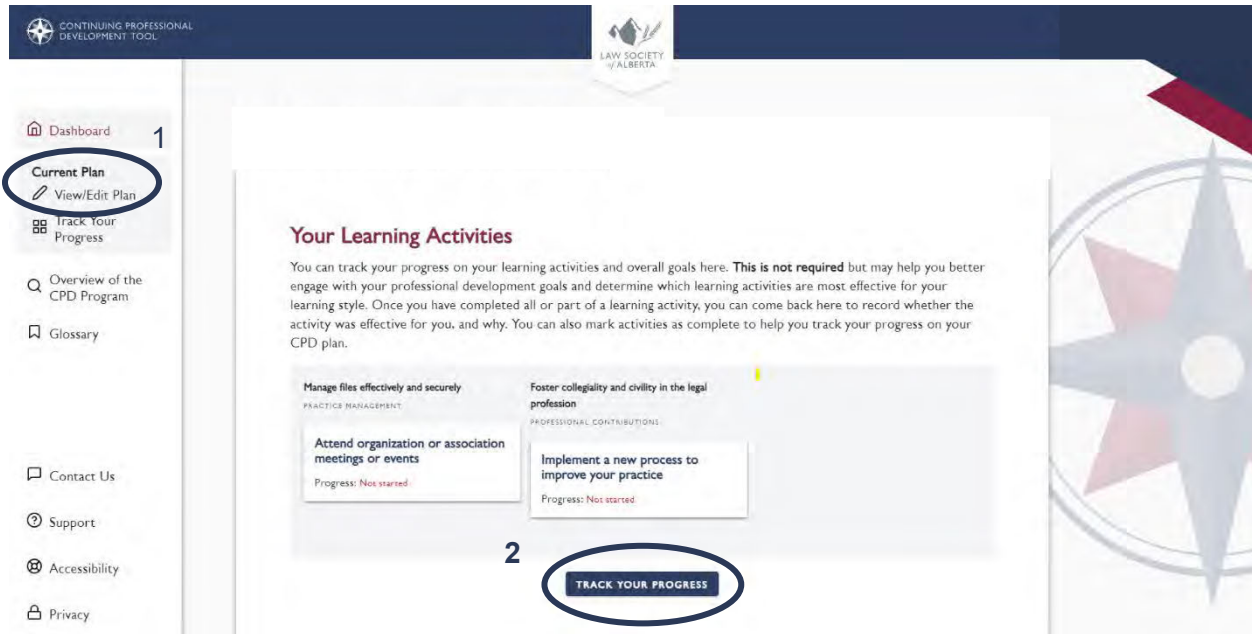 CONTINUING PROFESSIONAL
DEVELOPMENT TOOL
LAW SOCIETY
of ALBERTA
Dashboard
1
Current Plan
View/Edit Plan
Track Your
Progress
Overview of the
CPD Program
Glossary
Contact Us
Support
Accessibility
Privacy
Your Learning Activities
You can track your progress on your learning activities and overall goals here. This is not required but may help you better
engage with your professional development goals and determine which learning activities are most effective for your
learning style. Once you have completed all or part of a learning activity, you can come back here to record whether the
activity was effective for you, and why. You can also mark activities as complete to help you track your progress on your
CPD plan.
Manage files effectively and securely
PRACTICE MANAGEMENT
Attend organization or association
meetings or events
Progress: Not started
Foster collegiality and civility in the legal
profession
PROFESSIONAL CONTRIBUTIONS
Implement a new process to
improve your practice
Progress: Not started
2
TRACK YOUR PROGRESS